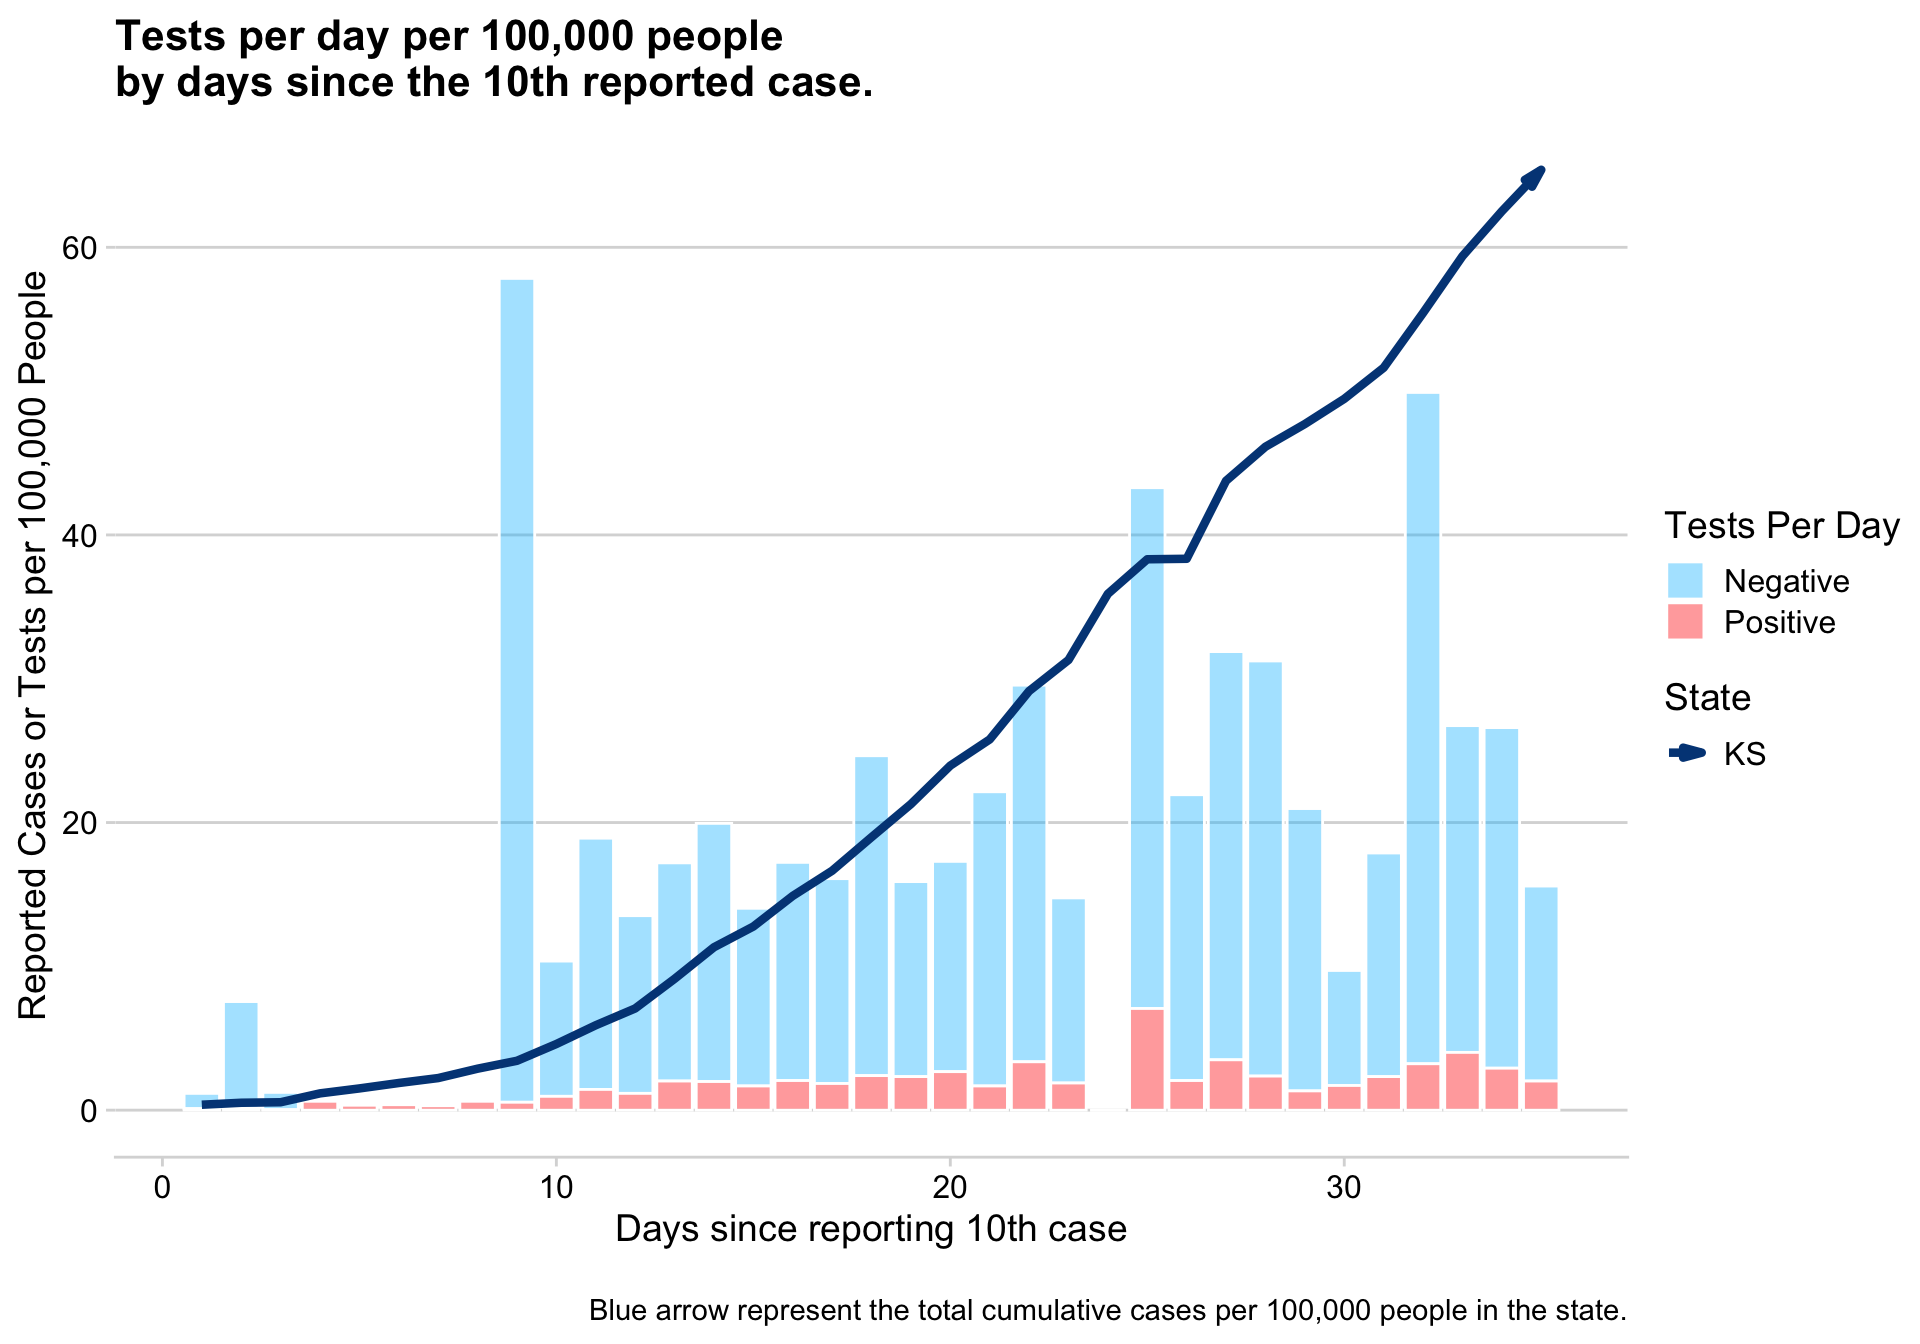 Tests per day per 100,000 people
by days since the 10th reported case.
Reported Cases or Tests per 100,000 People
60
40
20
0
0
10
20
30
Days since reporting 10th case
Tests Per Day
Negative
Positive
State
KS
Blue arrow represent the total cumulative cases per 100,000 people in the state.